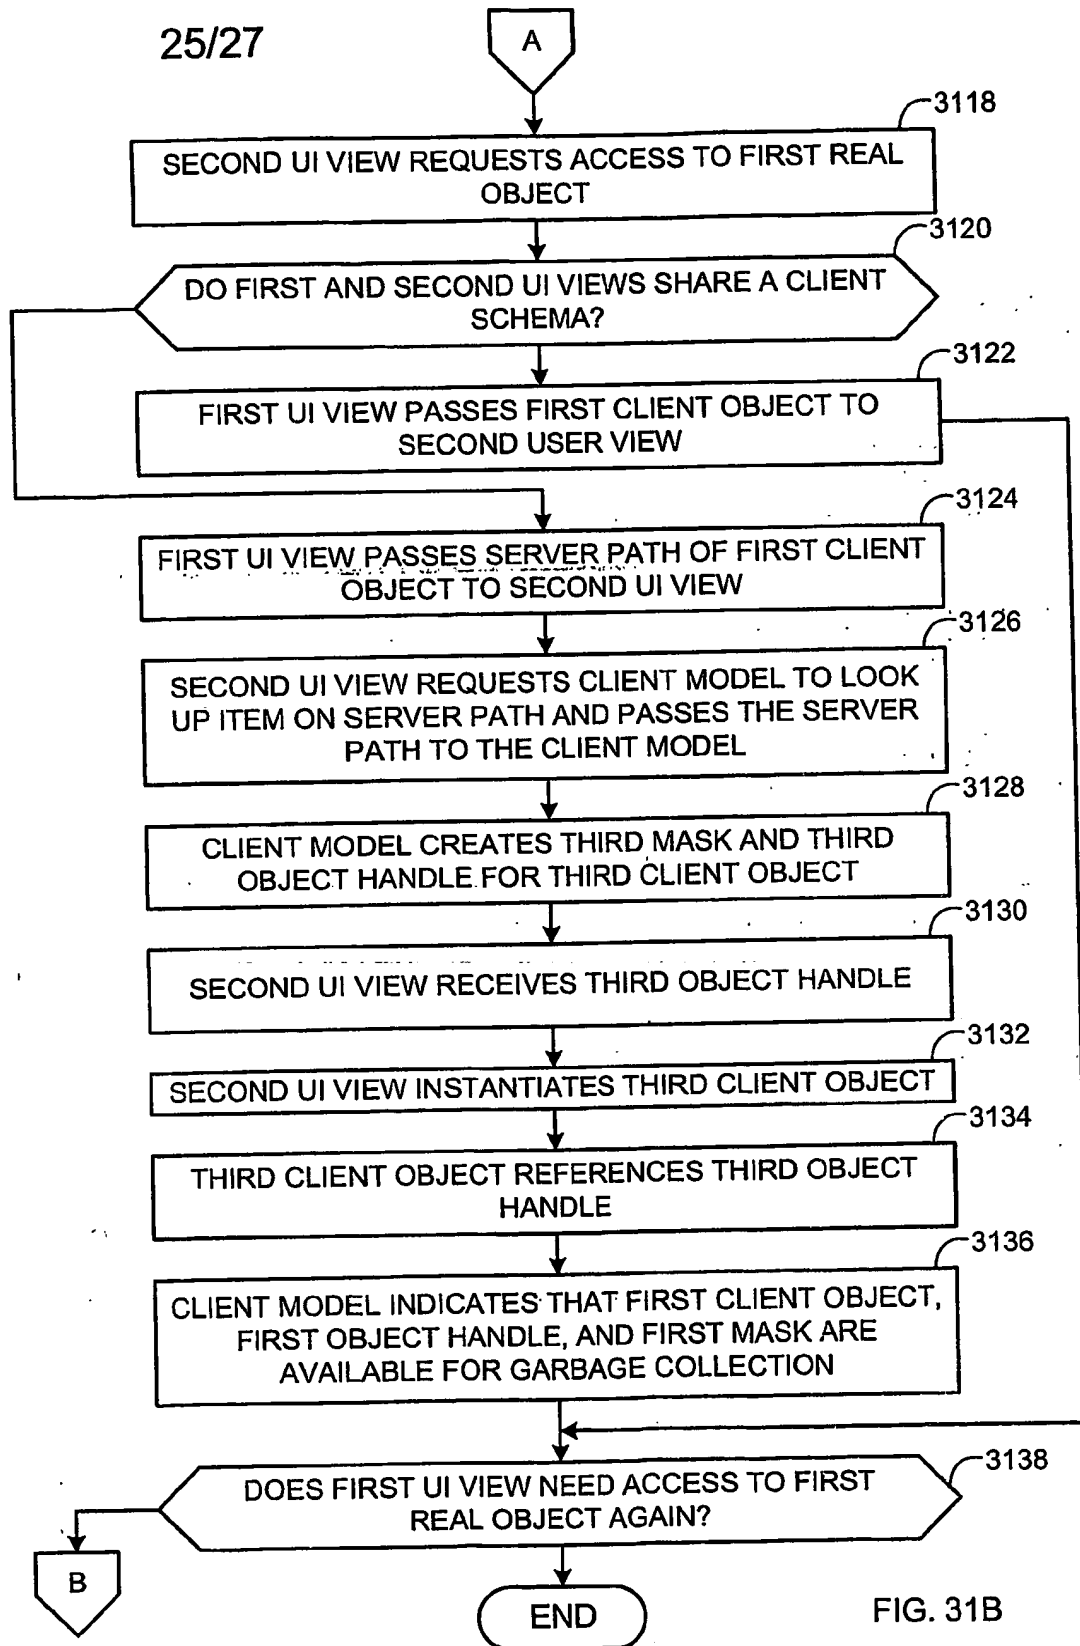 25/27
A
3118
SECOND UI VIEW REQUESTS ACCESS TO FIRST REAL
OBJECT
3120
DO FIRST AND SECOND UI VIEWS SHARE A CLIENT
SCHEMA?
3122
FIRST UI VIEW PASSES FIRST CLIENT OBJECT TO
SECOND USER VIEW
3124
FIRST UI VIEW PASSES SERVER PATH OF FIRST CLIENT
OBJECT TO SECOND UI VIEW
3126
SECOND UI VIEW REQUESTS CLIENT MODEL TO LOOK
UP ITEM ON SERVER PATH AND PASSES THE SERVER
PATH TO THE CLIENT MODEL
3128
CLIENT MODEL CREATES THIRD MASK AND THIRD
OBJECT HANDLE FOR THIRD CLIENT OBJECT
3130
SECOND UI VIEW RECEIVES THIRD OBJECT HANDLE
3132
SECOND UI VIEW INSTANTIATES THIRD CLIENT OBJECT
3134
THIRD CLIENT OBJECT REFERENCES THIRD OBJECT
HANDLE
3136
CLIENT MODEL INDICATES THAT FIRST CLIENT OBJECT,
FIRST OBJECT HANDLE, AND FIRST MASK ARE
AVAILABLE FOR GARBAGE COLLECTION
3138
DOES FIRST UI VIEW NEED ACCESS TO FIRST
REAL OBJECT AGAIN?
B
END
FIG. 31B